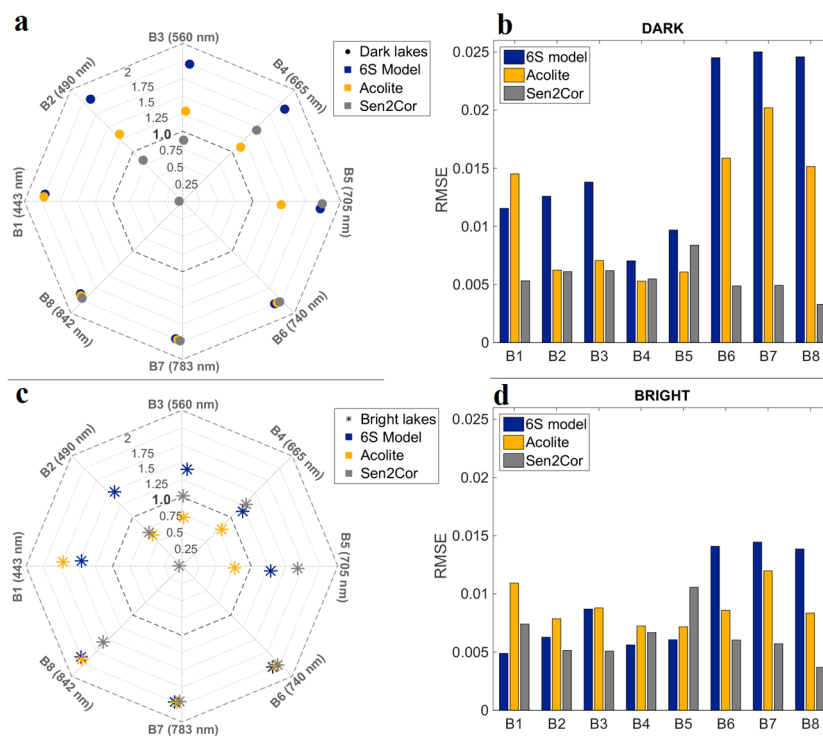 a
B3 (560 nm)
B4 (665 nm)
B5 (705 nm)
B6 (740 nm)
B7 (783 nm)
B8 (842 nm)
B1 (443 nm)
B2 (490 nm)
2
1.75
1.5
1.25
1.0
0.75
0.5
0.25
Dark lakes
6S Model
Acolite
Sen2Cor
b
DARK
0.025
0.02
0.015
0.01
0.005
0
RMSE
6S model
Acolite
Sen2Cor
B1 B2 B3 B4 B5 B6 B7 B8
c
B3 (560 nm)
B4 (665 nm)
B5 (705 nm)
B6 (740 nm)
B7 (783 nm)
B8 (842 nm)
B1 (443 nm)
B2 (490 nm)
2
1.75
1.5
1.25
1.0
0.75
0.5
0.25
Bright lakes
6S Model
Acolite
Sen2Cor
d
BRIGHT
0.025
0.02
0.015
0.01
0.005
0
RMSE
6S model
Acolite
Sen2Cor
B1 B2 B3 B4 B5 B6 B7 B8